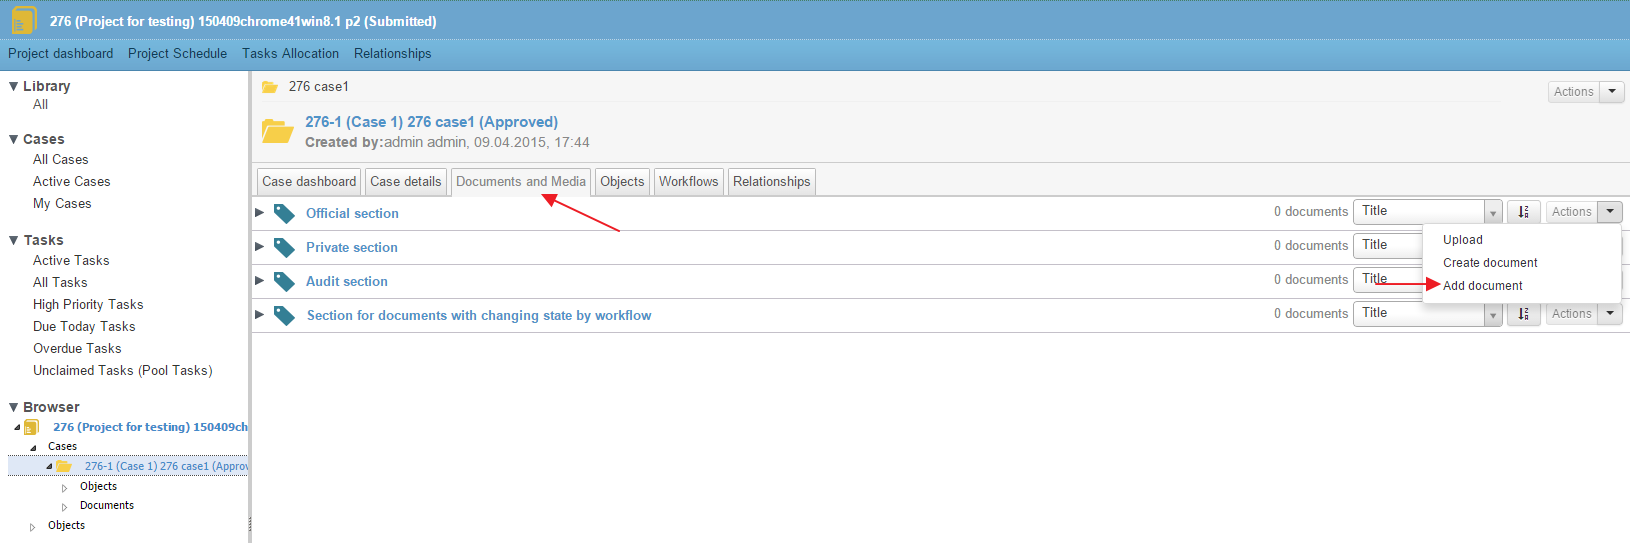 276 (Project for testing) 150409chrome41win8.1 p2 (Submitted)
Project dashboard Project Schedule Tasks Allocation Relationships
Library
All
Cases
All Cases
Active Cases
My Cases
Tasks
Active Tasks
All Tasks
High Priority Tasks
Due Today Tasks
Overdue Tasks
Unclaimed Tasks (Pool Tasks)
Browser
276 (Project for testing) 150409ch
Cases
276-1 (Case 1) 276 case1 (Approv
Objects
Documents
Objects
276 case1
Actions
276-1 (Case 1) 276 case1 (Approved)
Created by:admin admin, 09.04.2015, 17:44
Case dashboard Case details Documents and Media Objects Workflows Relationships
Official section 0 documents Title Actions
Private section 0 documents Title
Audit section 0 documents Title
Section for documents with changing state by workflow 0 documents Title Actions
Upload
Create document
Add document